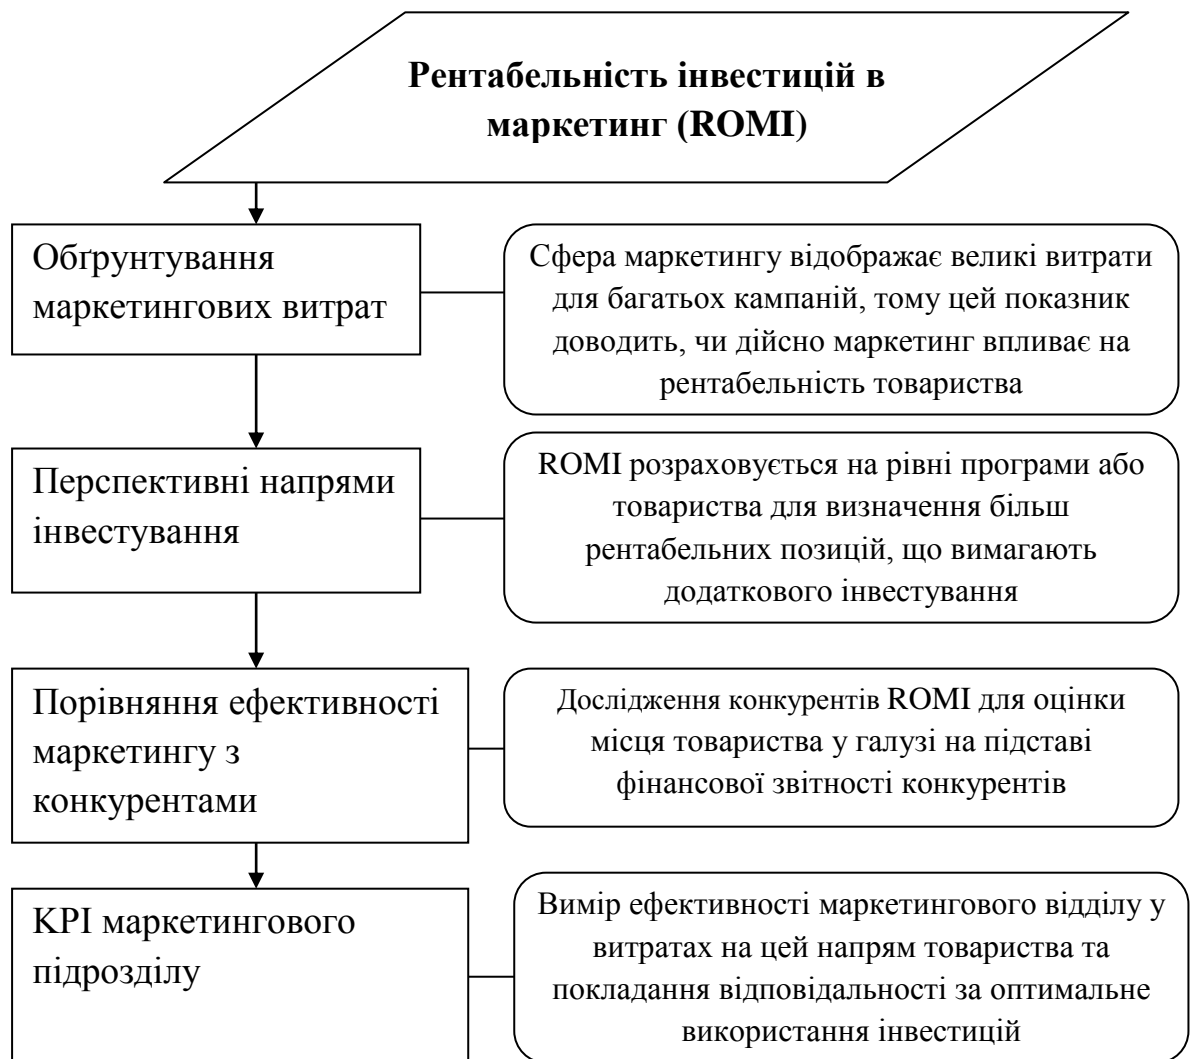 Рентабельність інвестицій в
маркетинг (ROMI)
Обґрунтування
маркетингових витрат
Сфера маркетингу відображає великі витрати
для багатьох кампаній, тому цей показник
доводить, чи дійсно маркетинг впливає на
рентабельність товариства
Перспективні напрями
інвестування
ROMI розраховується на рівні програми або
товариства для визначення більш
рентабельних позицій, що вимагають
додаткового інвестування
Порівняння ефективності
маркетингу з
конкурентами
Дослідження конкурентів ROMI для оцінки
місця товариства у галузі на підставі
фінансової звітності конкурентів
KPI маркетингового
підрозділу
Вимір ефективності маркетингового відділу у
витратах на цей напрям товариства та
покладання відповідальності за оптимальне
використання інвестицій